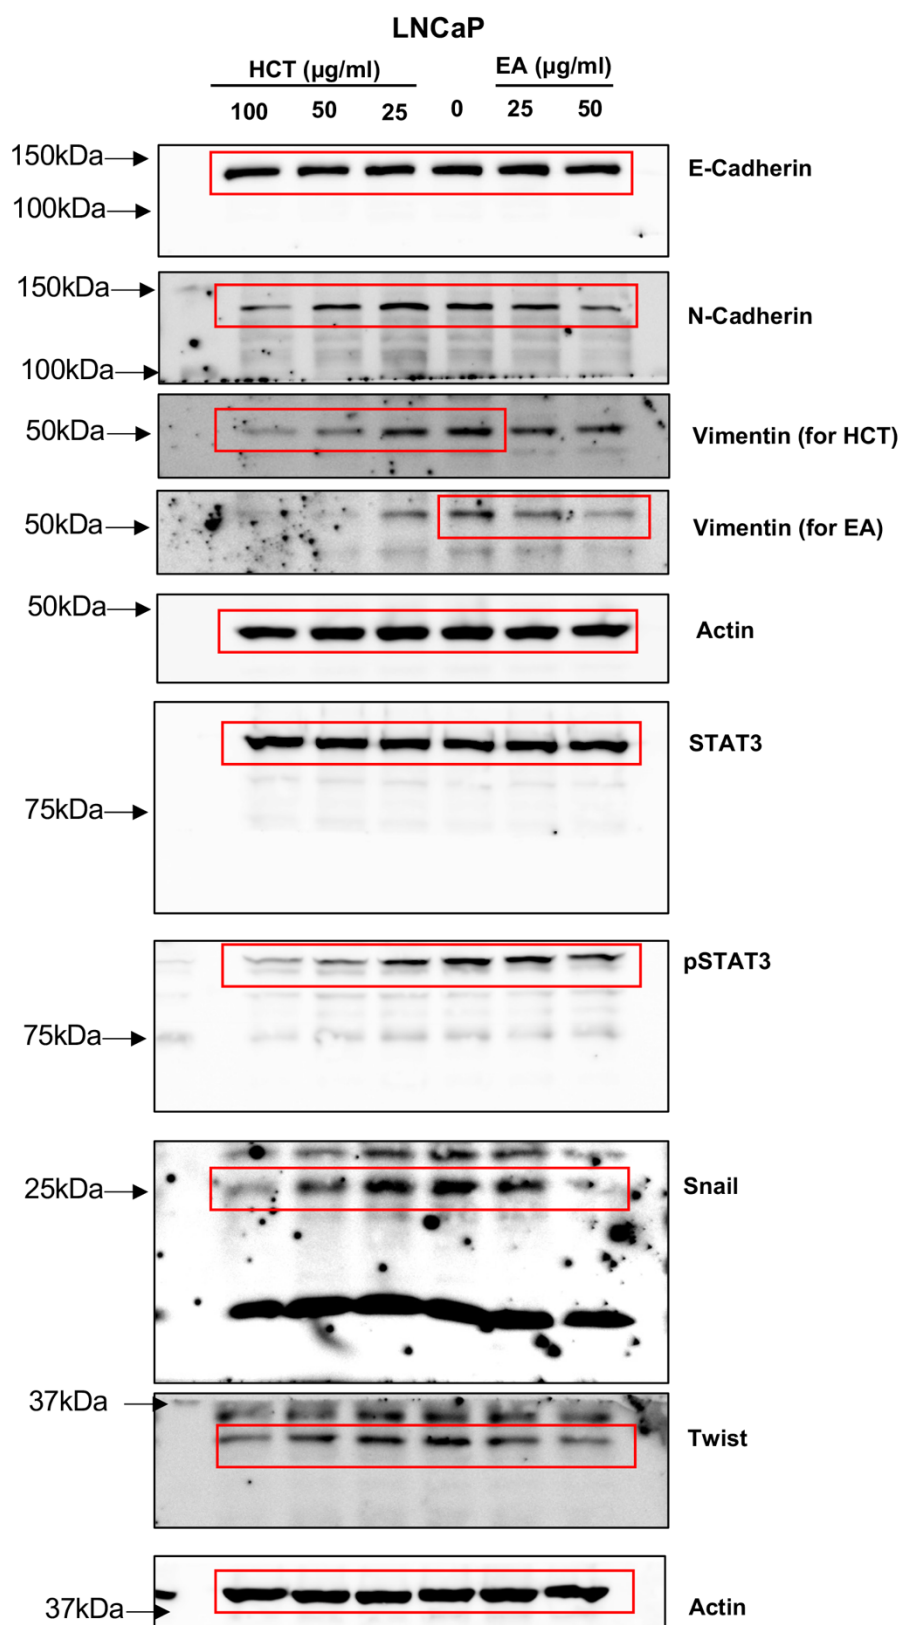 LNCaP
HCT (µg/ml) EA (µg/ml)
100 50 25 0 25 50
150kDa
E-Cadherin
100kDa
150kDa
N-Cadherin
100kDa
50kDa
Vimentin (for HCT)
50kDa
Vimentin (for EA)
50kDa
Actin
STAT3
75kDa
pSTAT3
75kDa
25kDa
Snail
37kDa
Twist
Actin
37kDa